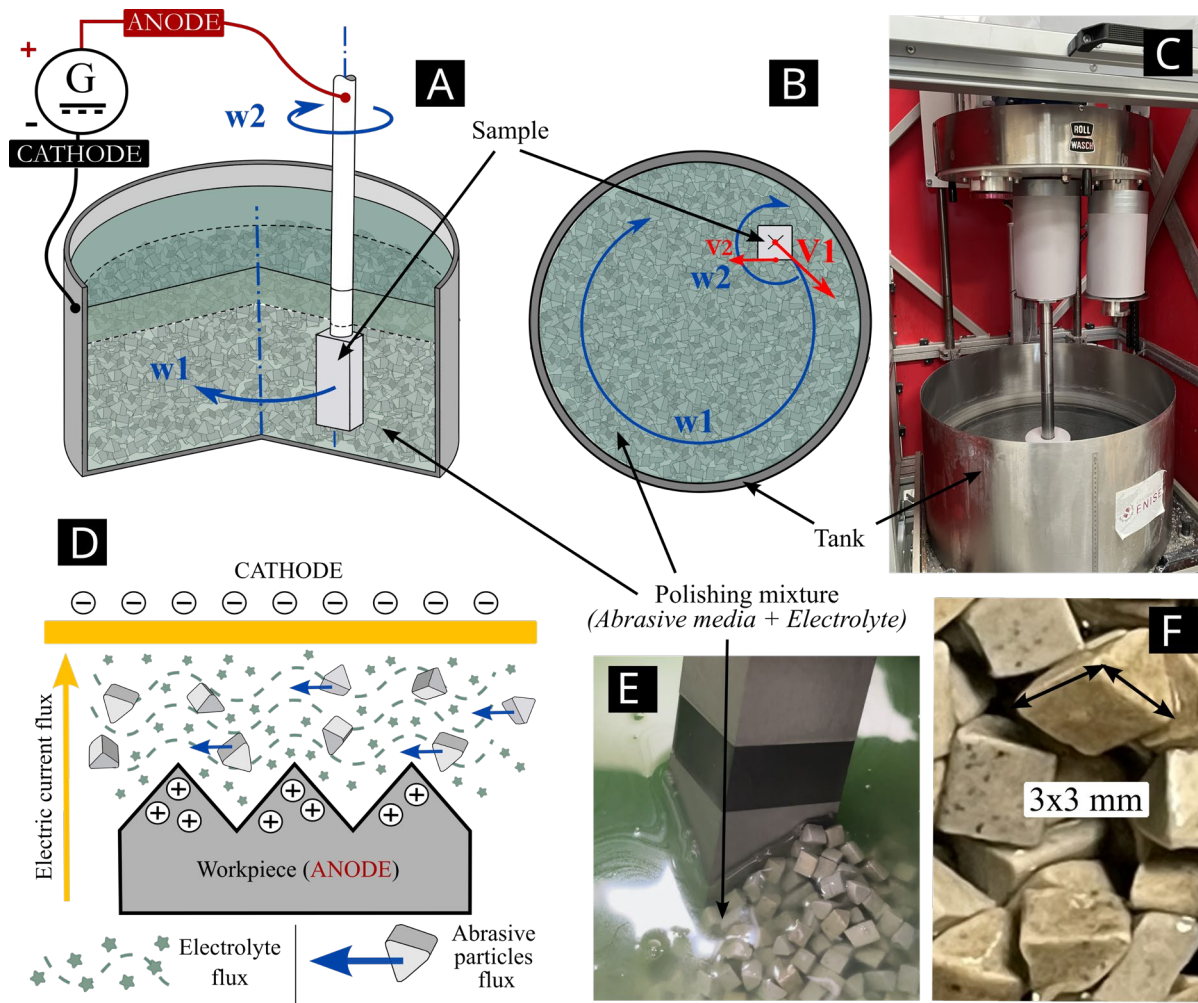 ANODE
+
G
-
CATHODE
w2
A
Sample
w1
B
V2
V1
w2
w1
C
ROLL
WASCH
ENISE
Tank
D
CATHODE
Polishing mixture
(Abrasive media + Electrolyte)
Electric current flux
Workpiece (ANODE)
Electrolyte
flux
Abrasive
particles
flux
E
F
3x3 mm